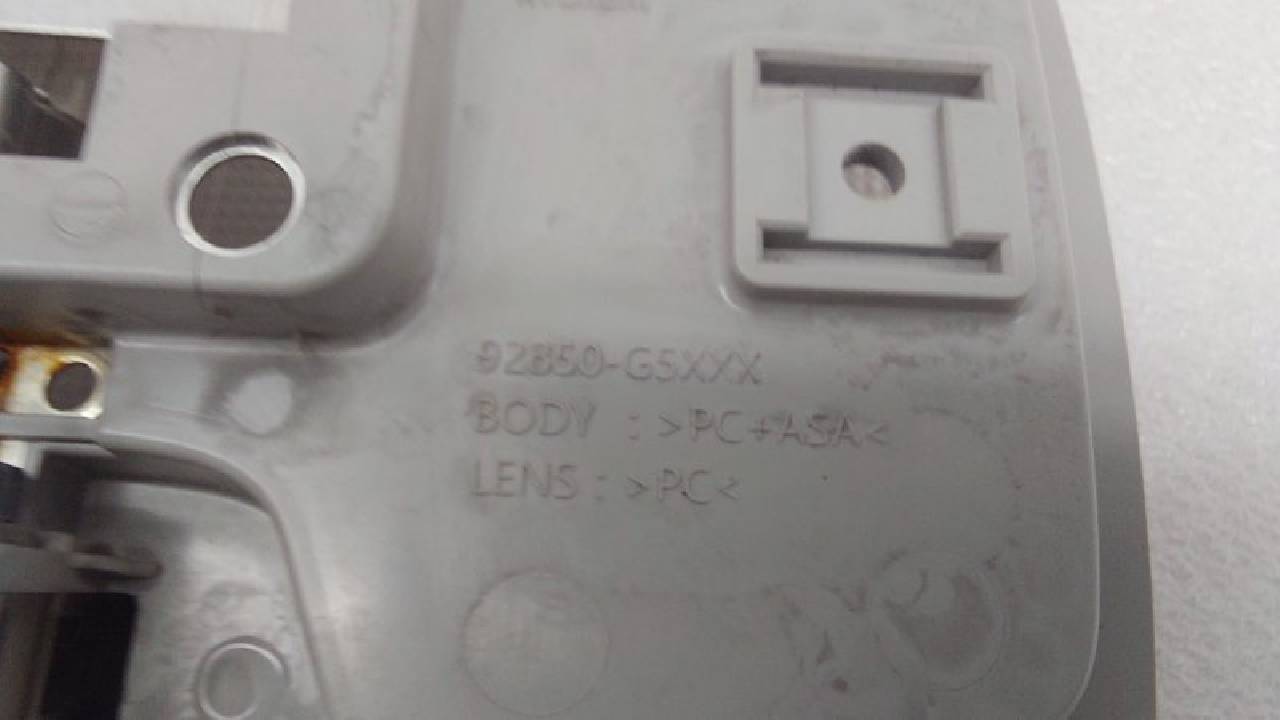 92850-G5XXX
BODY : >PC+ASA<
LENS : >PC<